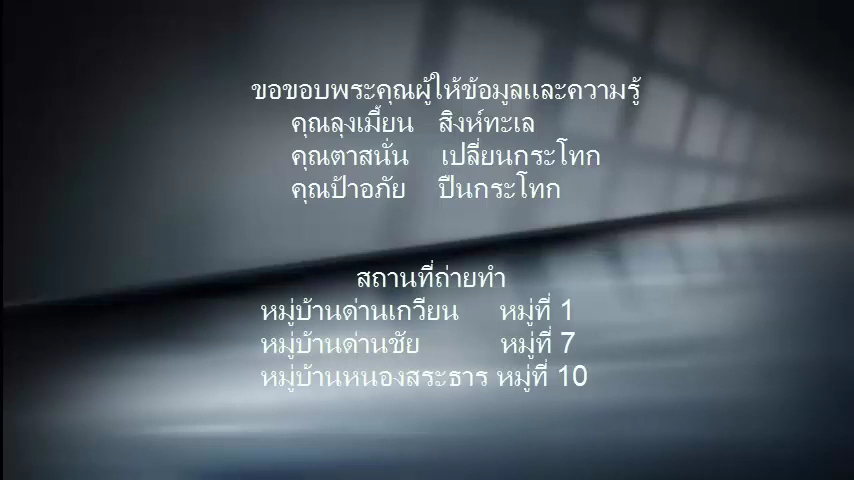 ขอขอบพระคุณผู้ให้ข้อมูลและความรู้
คุณลุงเมี้ยน สิงห์ทะเล
คุณตาสนั่น เปลี่ยนกระโทก
คุณป้าอภัย ปืนกระโทก
สถานที่ถ่ายทำ
หมู่บ้านด่านเกวียน หมู่ที่ 1
หมู่บ้านด่านชัย หมู่ที่ 7
หมู่บ้านหนองสระธาร หมู่ที่ 10